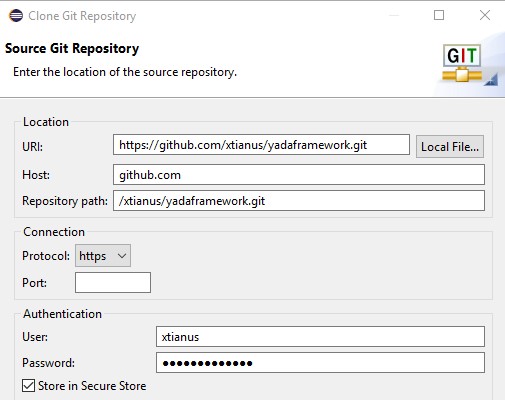 Clone Git Repository
Source Git Repository
Enter the location of the source repository.
GIT
Location
URI: https://github.com/xtianus/yadaframework.git Local File...
Host: github.com
Repository path: /xtianus/yadaframework.git
Connection
Protocol: https
Port:
Authentication
User: xtianus
Password: ●●●●●●●●●●●●●
Store in Secure Store